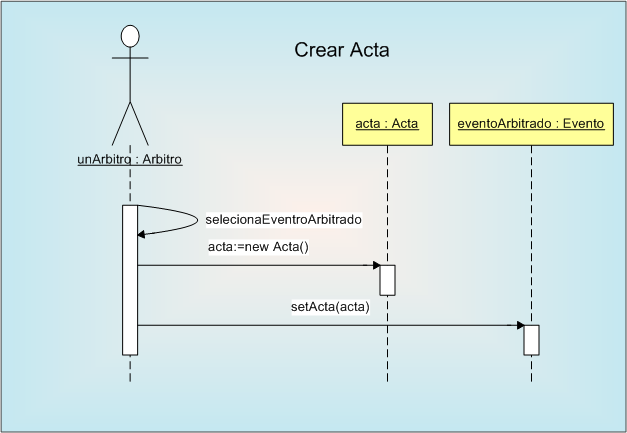 Crear Acta
acta : Acta
eventoArbitrado : Evento
unArbitro : Arbitro
selecionaEventroArbitrado
acta:=new Acta()
setActa(acta)